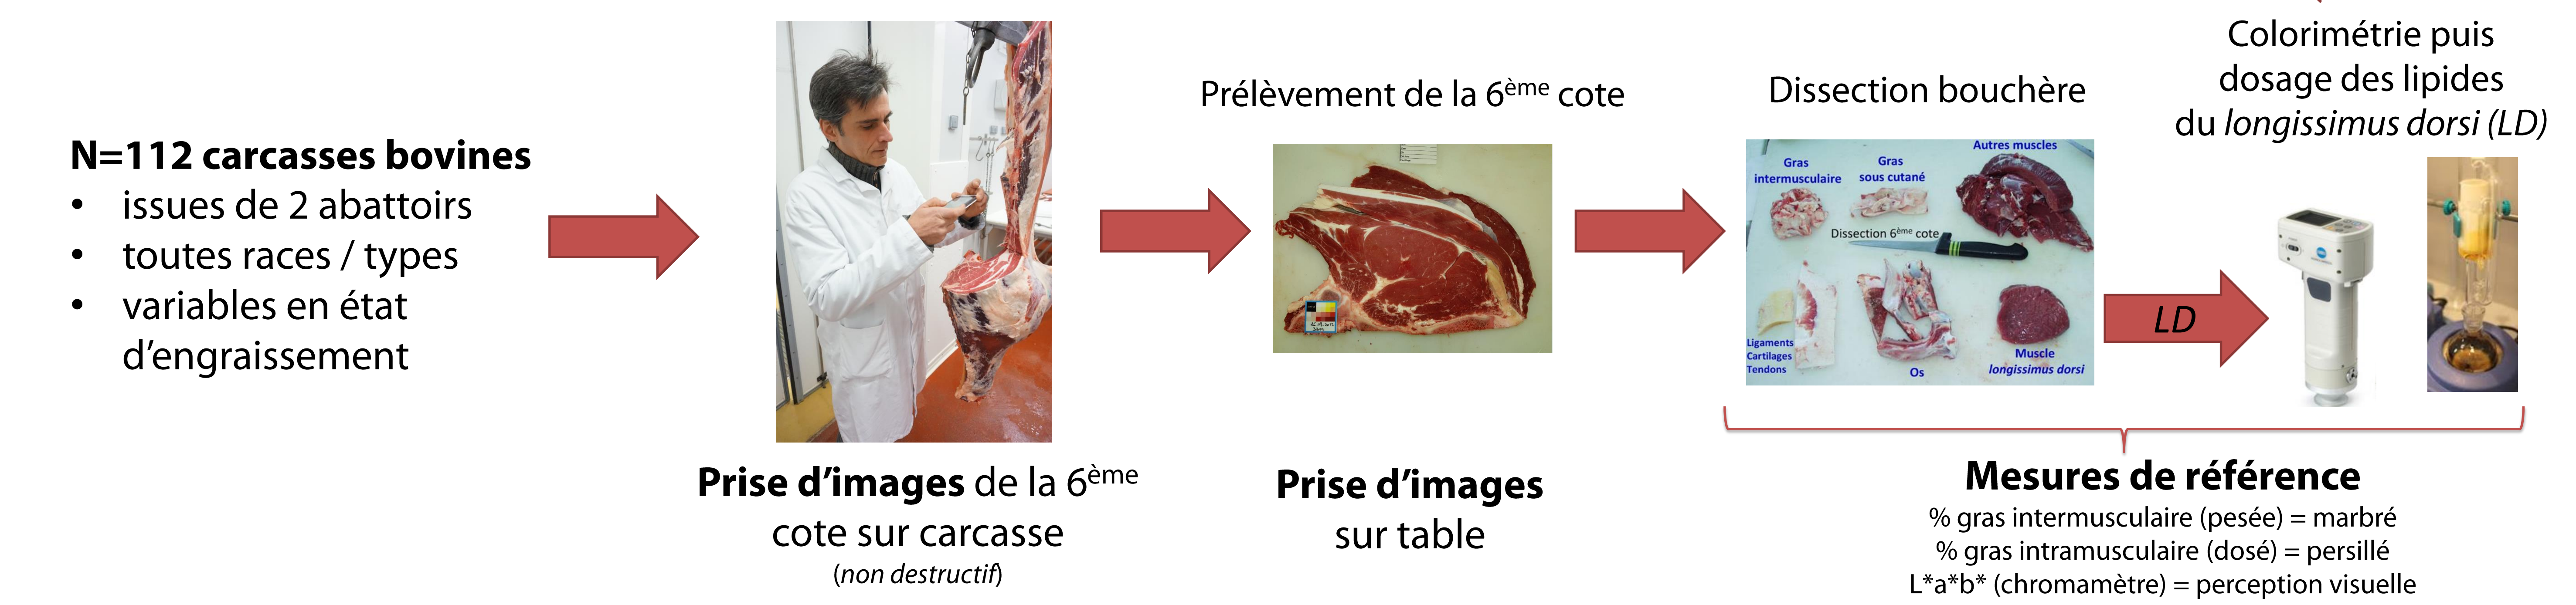 N=112 carcasses bovines
• issues de 2 abattoirs
• toutes races / types
• variables en état
d’engraissement
Prise d’images de la 6ème
cote sur carcasse
(non destructif)
Prélèvement de la 6ème cote
Prise d’images
sur table
Dissection bouchère
Gras
intermusculaire
Gras
sous cutané
Autres muscles
Dissection 6ème cote
Ligaments
Cartilages
Tendons
Os
Muscle
longissimus dorsi
LD
Colorimétrie puis
dosage des lipides
du longissimus dorsi (LD)
Mesures de référence
% gras intermusculaire (pesée) = marbré
% gras intramusculaire (dosé) = persillé
L*a*b* (chromamètre) = perception visuelle